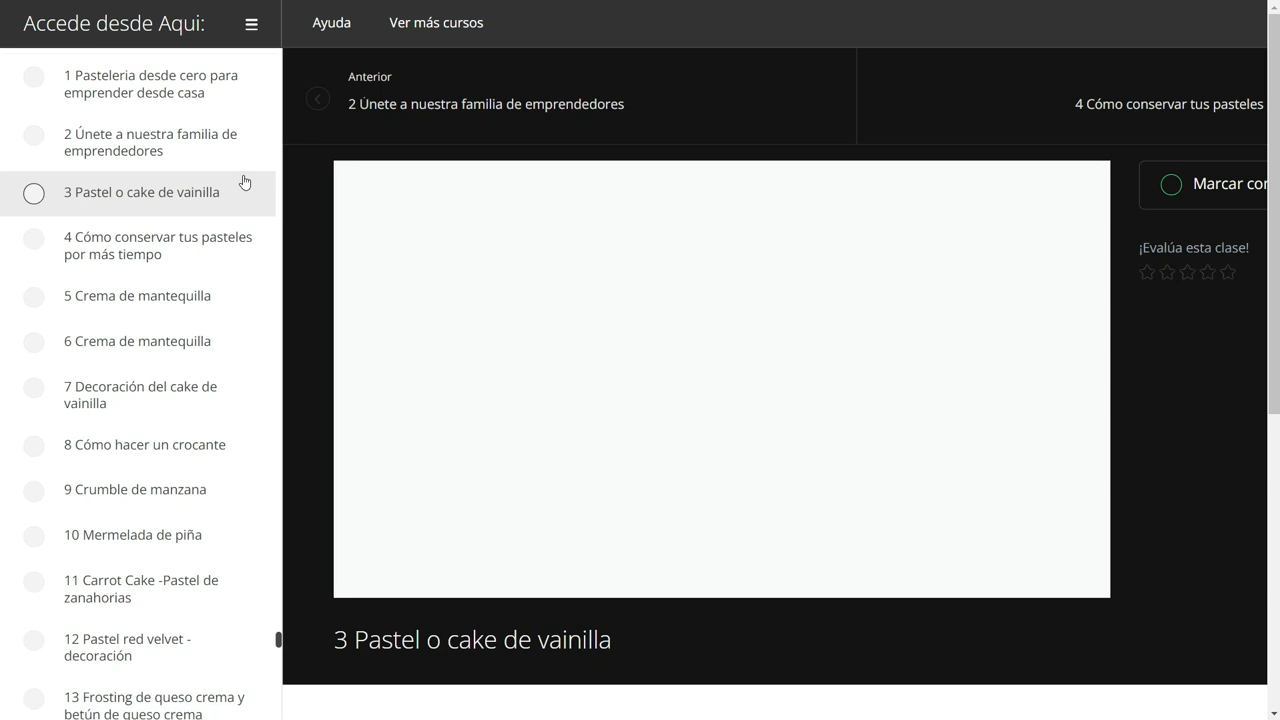 Accede desde Aqui:
Ayuda
Ver más cursos
1 Pasteleria desde cero para
emprender desde casa
2 Únete a nuestra familia de
emprendedores
3 Pastel o cake de vainilla
4 Cómo conservar tus pasteles
por más tiempo
5 Crema de mantequilla
6 Crema de mantequilla
7 Decoración del cake de
vainilla
8 Cómo hacer un crocante
9 Crumble de manzana
10 Mermelada de piña
11 Carrot Cake -Pastel de
zanahorias
12 Pastel red velvet -
decoración
13 Frosting de queso crema y
betún de queso crema
Anterior
2 Únete a nuestra familia de emprendedores
4 Cómo conservar tus pasteles
Marcar
¡Evalúa esta clase!
3 Pastel o cake de vainilla